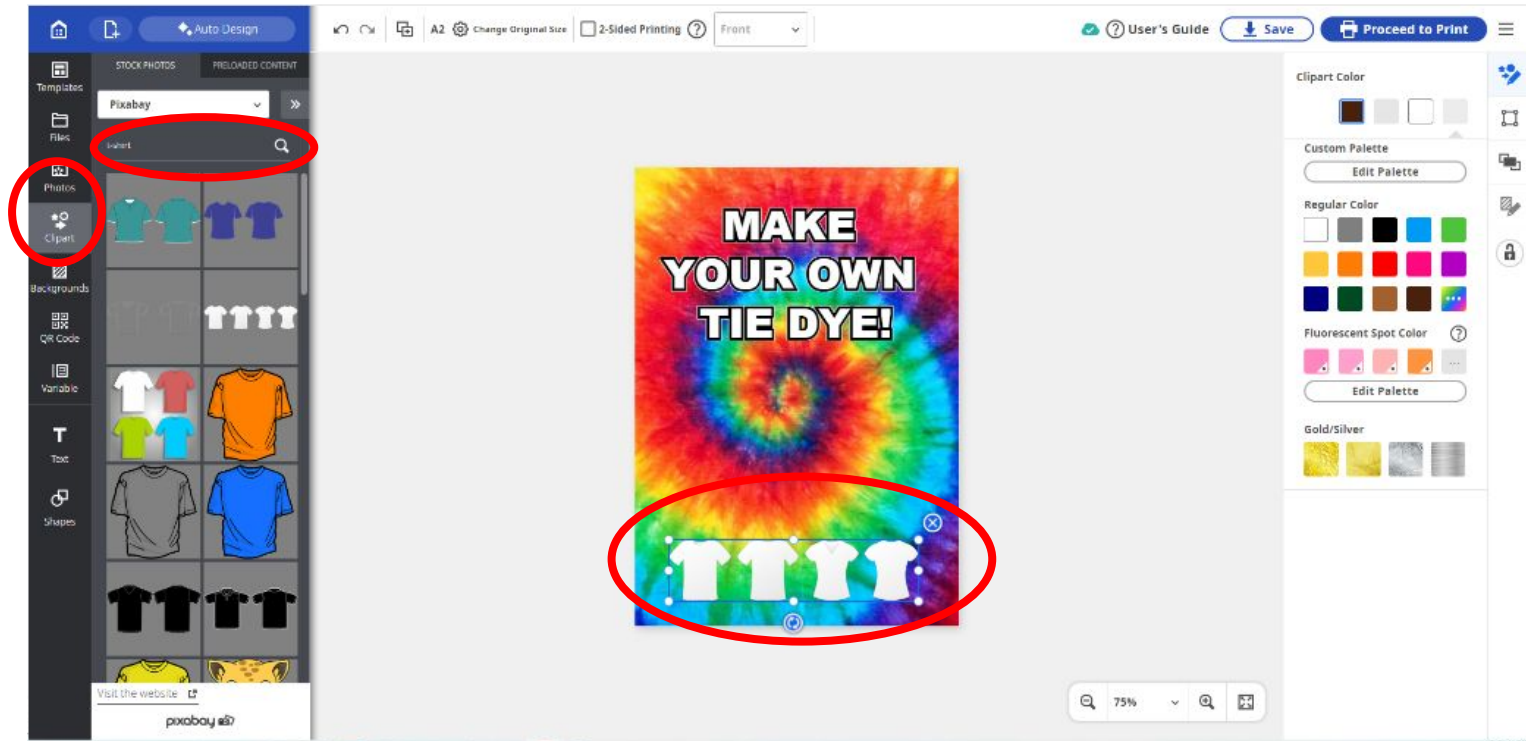 Auto Design
A2 Change Original Size 2-Sided Printing ? Front
? User's Guide Save Proceed to Print
Templates
Files
Photos
Clipart
Backgrounds
QR Code
Variable
T
Text
Shapes
STOCK PHOTOS PRELOADED CONTENT
Pixabay
t-shirt
Visit the website
pixabay
MAKE
YOUR OWN
TIE DYE!
75%
Clipart Color
Custom Palette
Edit Palette
Regular Color
Fluorescent Spot Color ?
Edit Palette
Gold/Silver